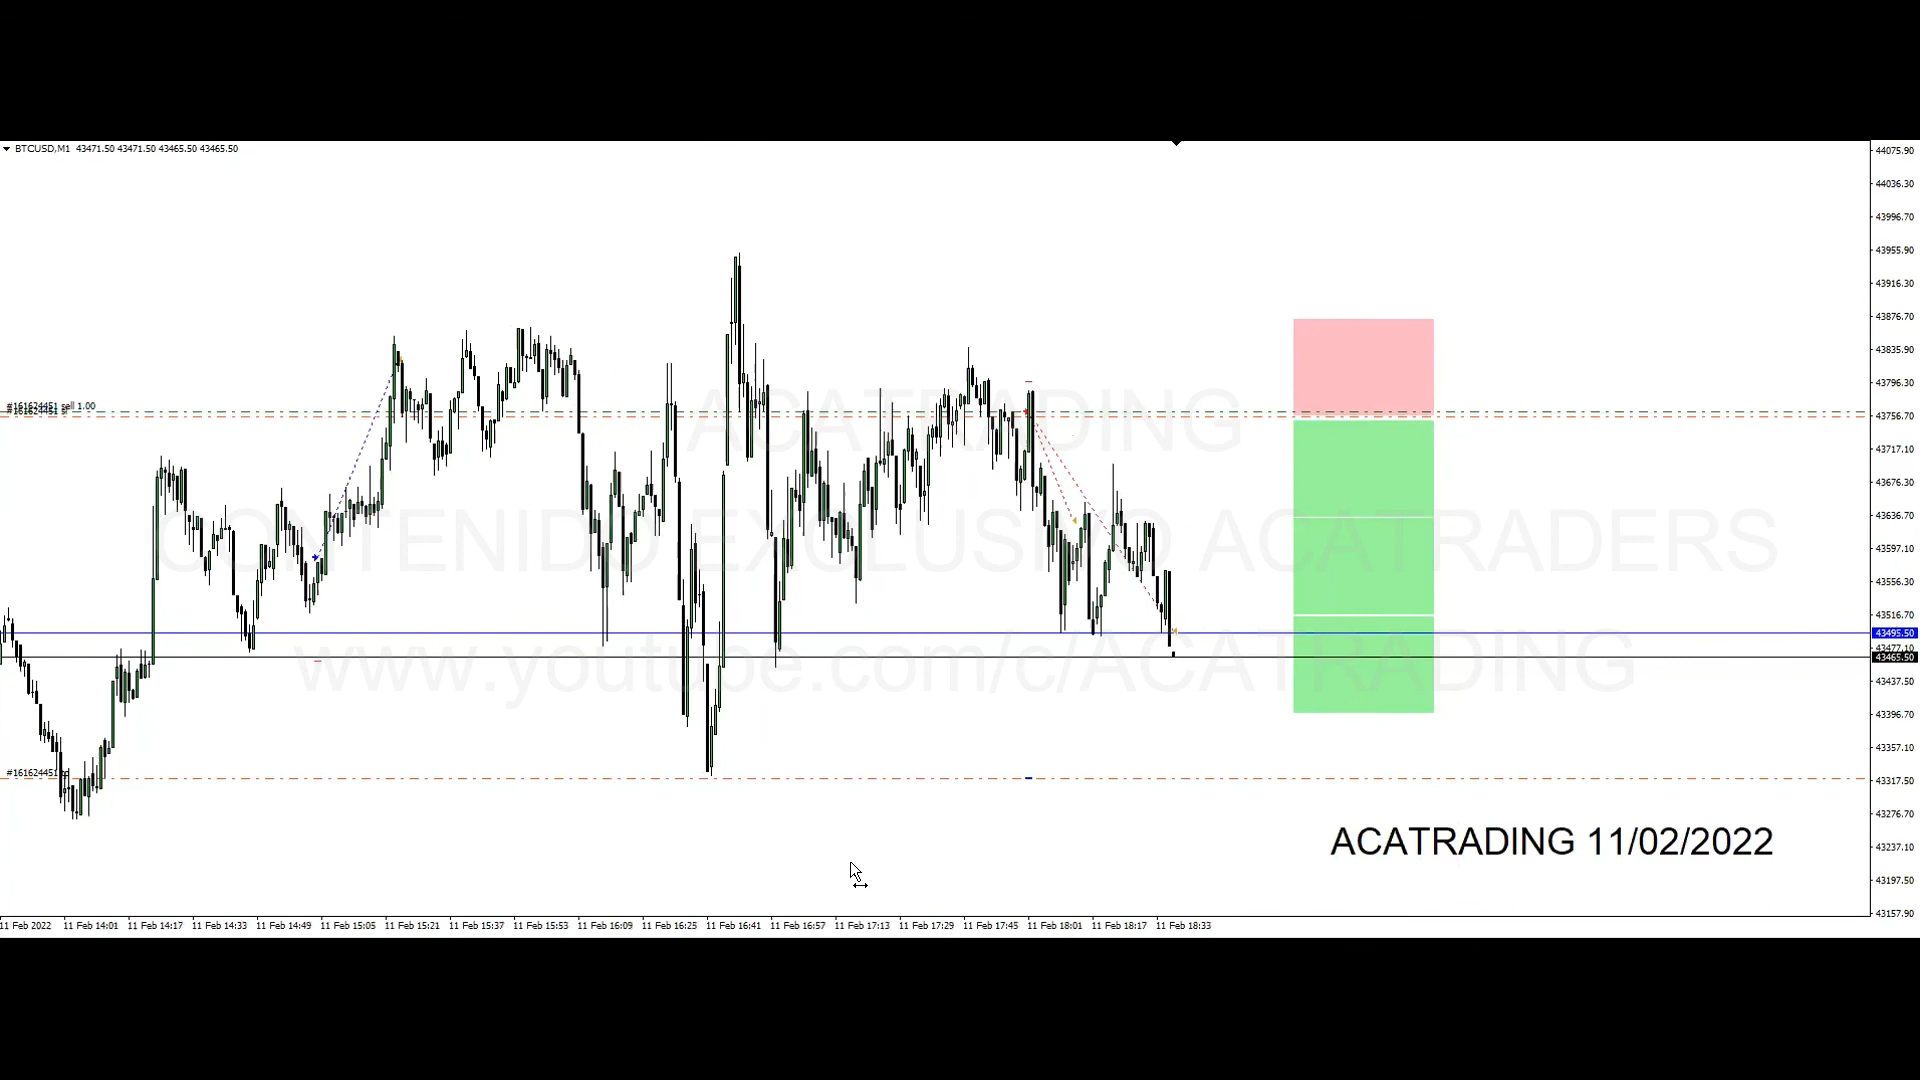 BTCUSD,M1 43471.50 43471.50 43465.50 43465.50
44075.90
44036.30
43996.70
43955.90
43916.30
43876.70
43835.90
43796.30
#161624451 sell 1.00
#161624451 sl
43756.70
ACATRADING
43717.10
43676.30
43636.70
CONTENIDO EXCLUSIVO ACATRADERS
43597.10
43556.30
43516.70
43495.50
43477.10
43465.50
www.youtube.com/c/ACATRADING
43437.50
43396.70
43357.10
#161624451 tp
43317.50
43276.70
ACATRADING 11/02/2022
43237.10
43197.50
43157.90
11 Feb 2022 11 Feb 14:01 11 Feb 14:17 11 Feb 14:33 11 Feb 14:49 11 Feb 15:05 11 Feb 15:21 11 Feb 15:37 11 Feb 15:53 11 Feb 16:09 11 Feb 16:25 11 Feb 16:41 11 Feb 16:57 11 Feb 17:13 11 Feb 17:29 11 Feb 17:45 11 Feb 18:01 11 Feb 18:17 11 Feb 18:33